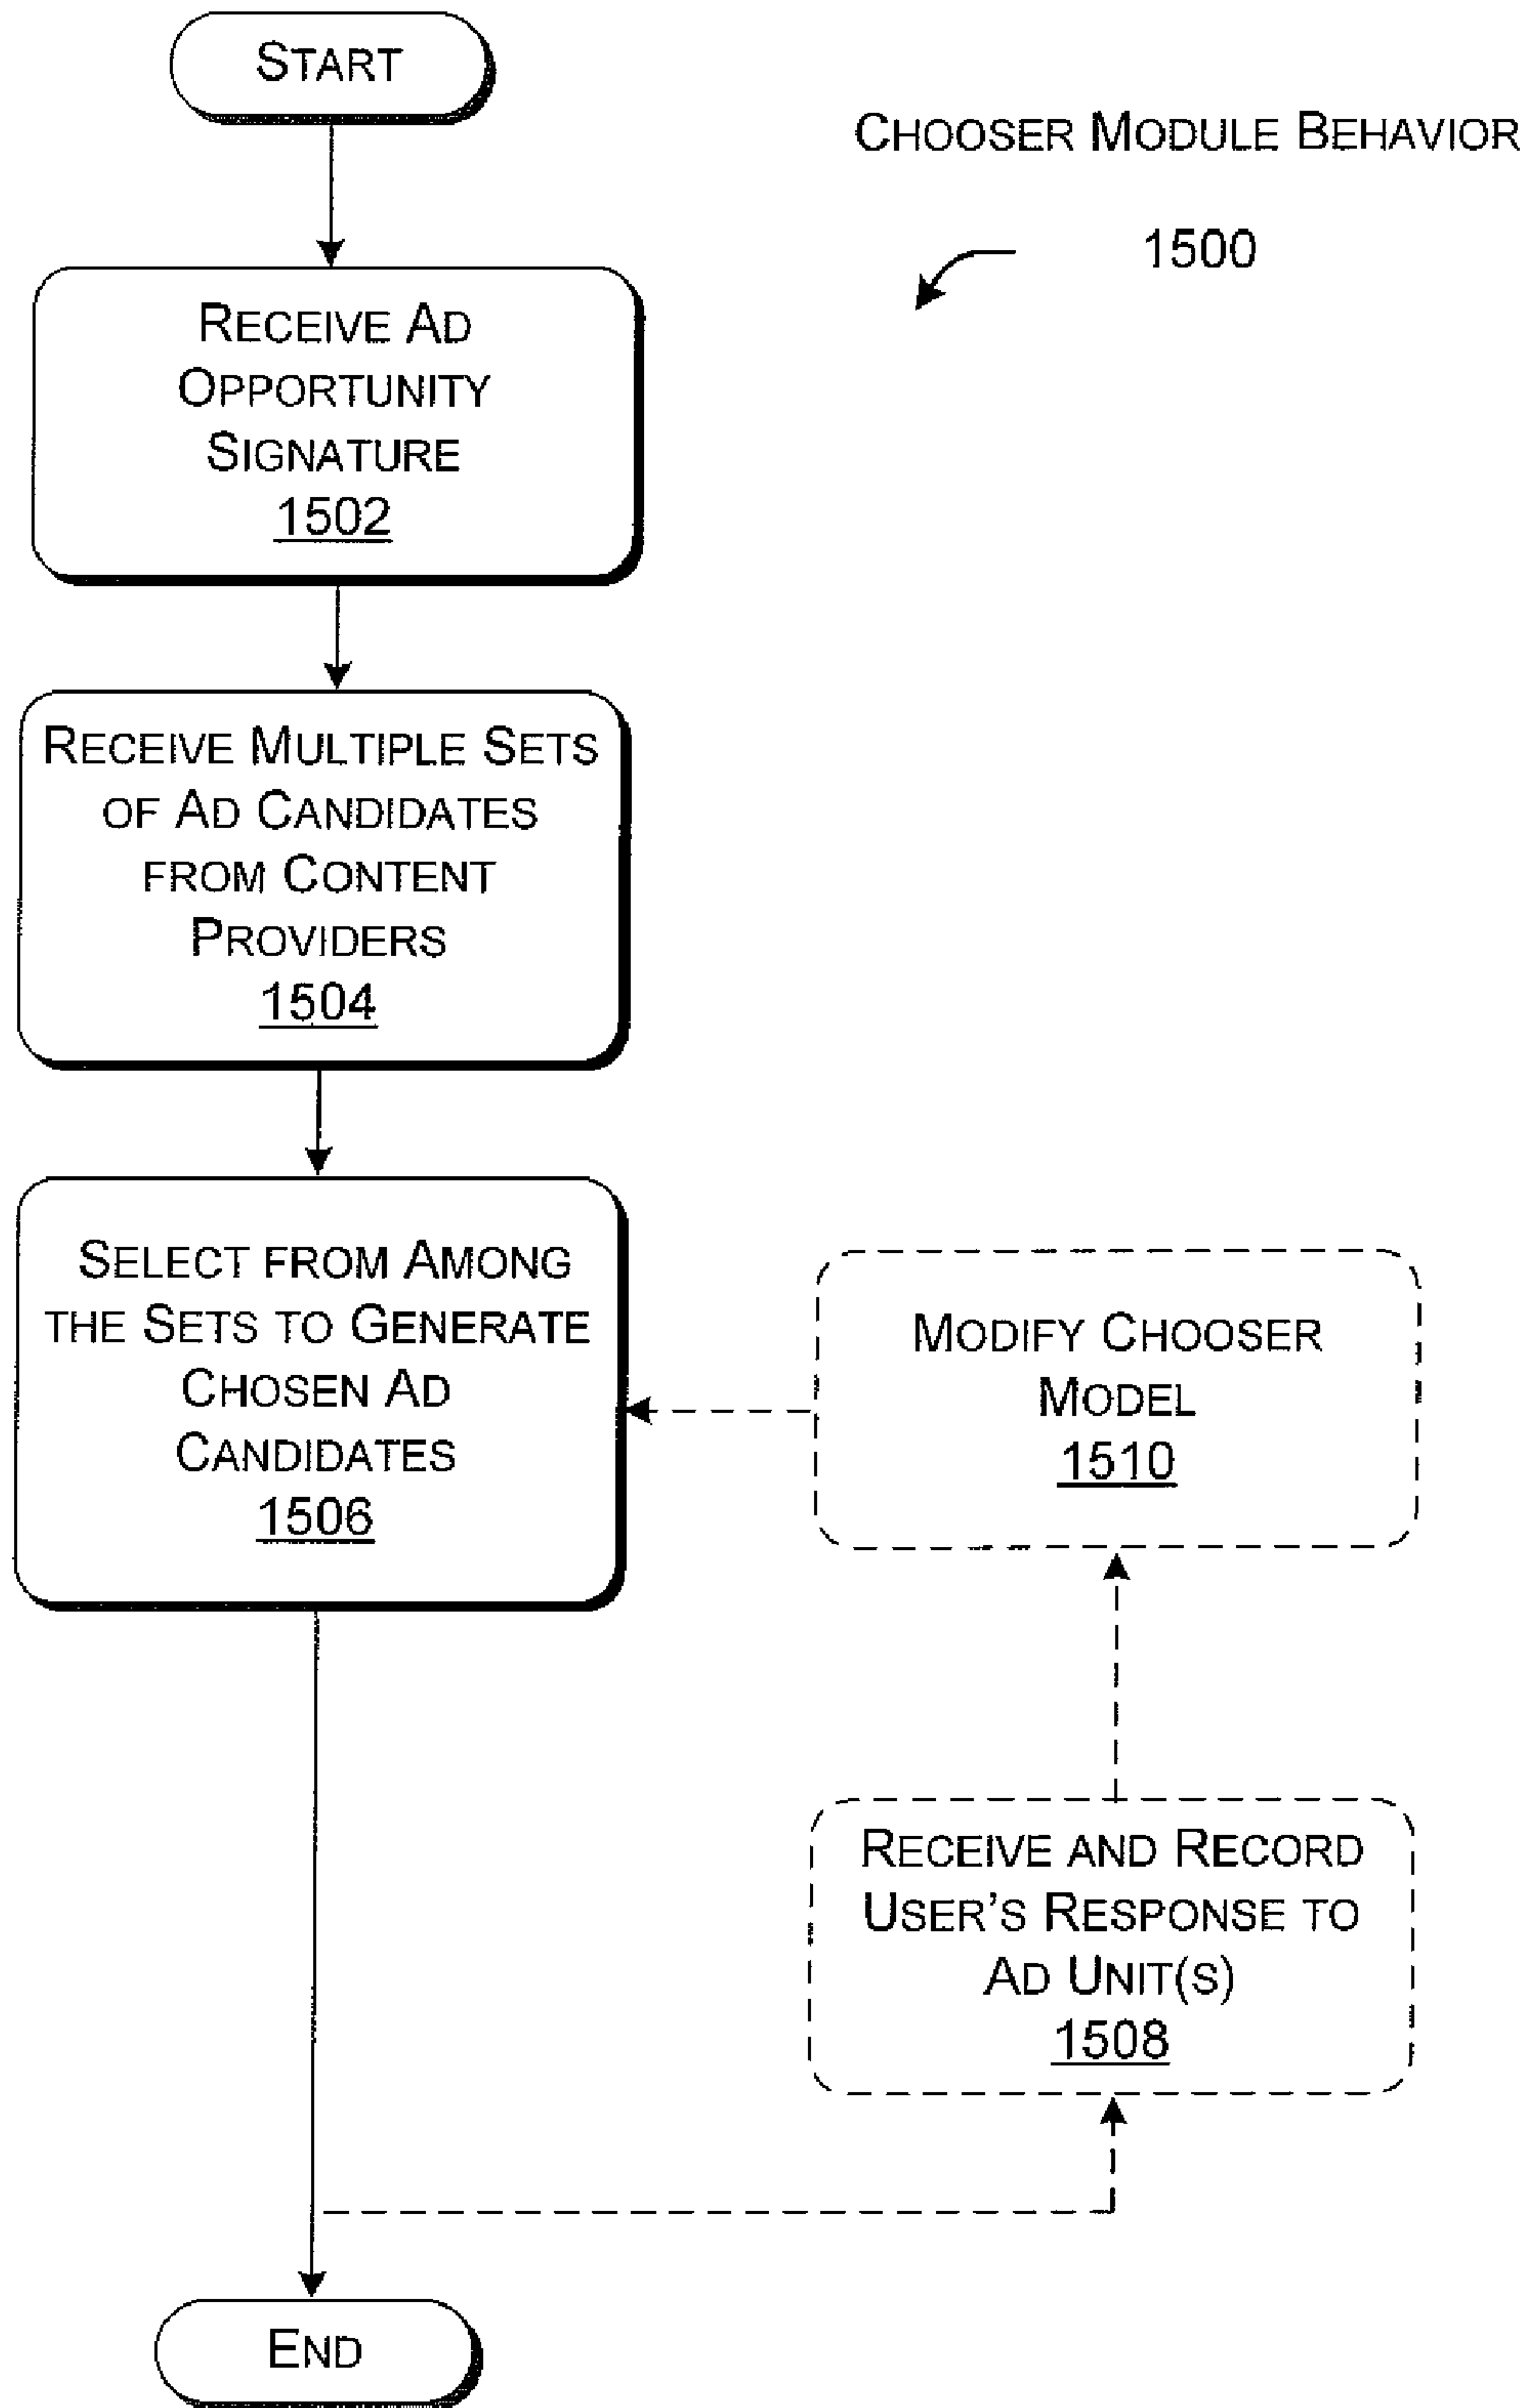 START
CHOOSER MODULE BEHAVIOR
1500
RECEIVE AD
OPPORTUNITY
SIGNATURE
1502
RECEIVE MULTIPLE SETS
OF AD CANDIDATES
FROM CONTENT
PROVIDERS
1504
SELECT FROM AMONG
THE SETS TO GENERATE
CHOSEN AD
CANDIDATES
1506
MODIFY CHOOSER
MODEL
1510
RECEIVE AND RECORD
USER'S RESPONSE TO
AD UNIT(S)
1508
END